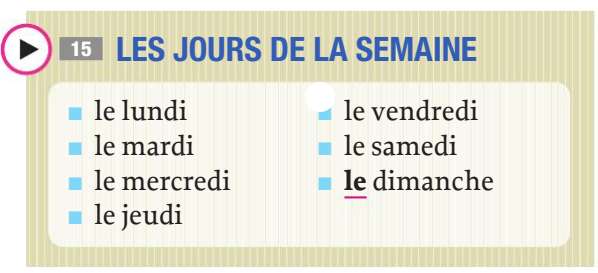 15 LES JOURS DE LA SEMAINE
le lundi
le mardi
le mercredi
le jeudi
le vendredi
le samedi
le dimanche